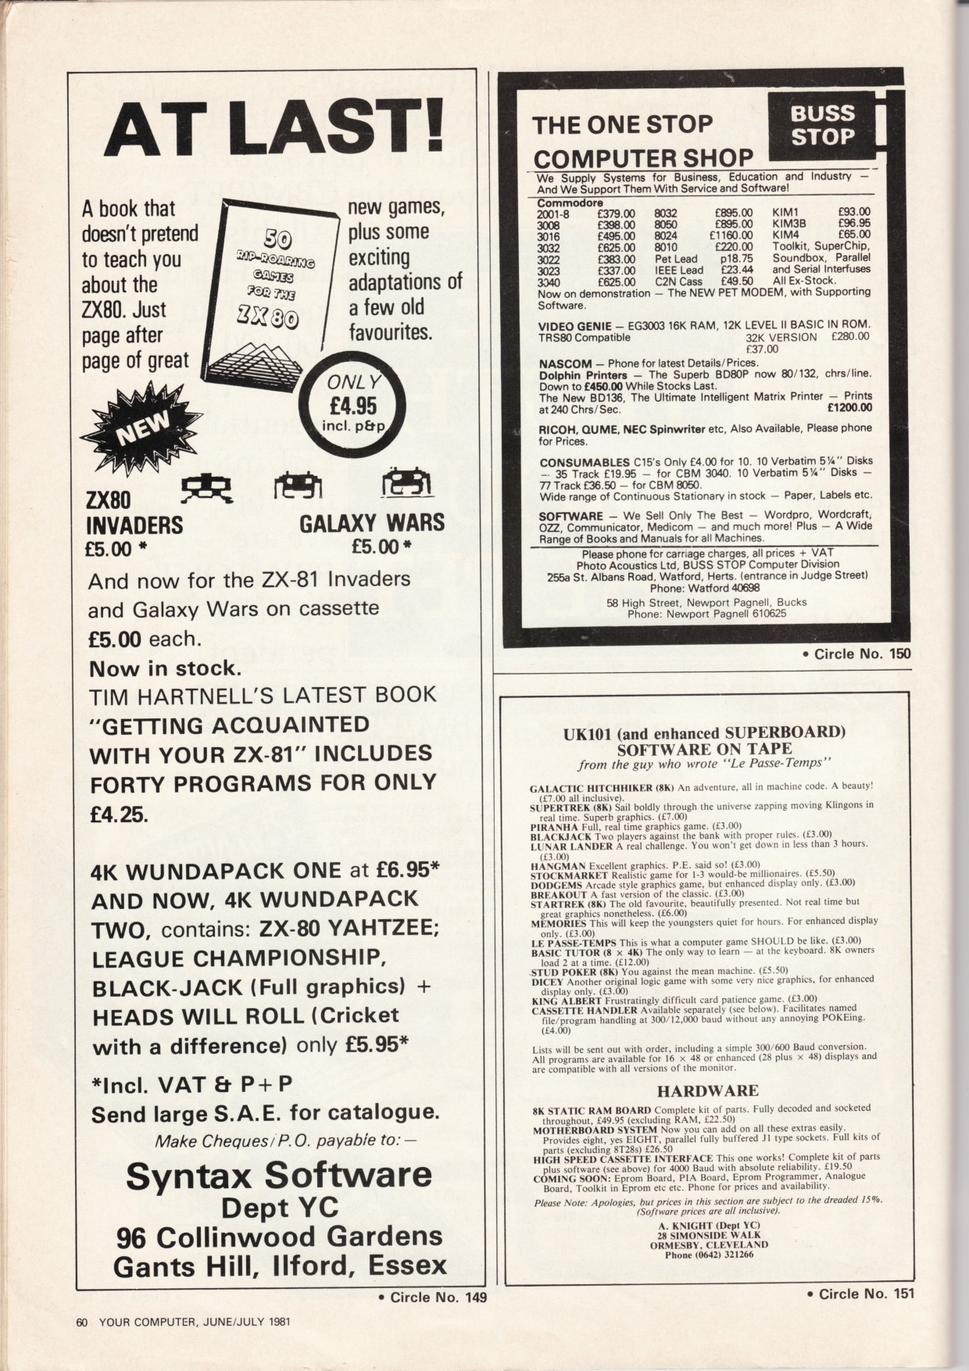 AT LAST!
A book that
doesn't pretend
to teach you
about the
ZX80. Just
page after
page of great
50
RIP-ROARING
GAMES
FOR THE
ZX80
new games,
plus some
exciting
adaptations of
a few old
favourites.
ONLY
£4.95
incl. p&p
NEW
ZX80
INVADERS
£5.00 *
GALAXY WARS
£5.00 *
And now for the ZX-81 Invaders
and Galaxy Wars on cassette
£5.00 each.
Now in stock.
TIM HARTNELL'S LATEST BOOK
"GETTING ACQUAINTED
WITH YOUR ZX-81" INCLUDES
FORTY PROGRAMS FOR ONLY
£4.25.
4K WUNDAPACK ONE at £6.95*
AND NOW, 4K WUNDAPACK
TWO, contains: ZX-80 YAHTZEE;
LEAGUE CHAMPIONSHIP,
BLACK-JACK (Full graphics) +
HEADS WILL ROLL (Cricket
with a difference) only £5.95*
*Incl. VAT & P+P
Send large S.A.E. for catalogue.
Make Cheques/P.O. payable to:—
Syntax Software
Dept YC
96 Collinwood Gardens
Gants Hill, Ilford, Essex
• Circle No. 149
THE ONE STOP
COMPUTER SHOP
BUSS
STOP
We Supply Systems for Business, Education and Industry —
And We Support Them With Service and Software!
Commodore
2001-8 £379.00 8032 £895.00 KIM1 £93.00
3008 £398.00 8050 £895.00 KIM3B £96.95
3016 £495.00 8024 £1160.00 KIM4 £65.00
3032 £625.00 8010 £220.00 Toolkit, SuperChip,
3022 £383.00 Pet Lead p18.75 Soundbox, Parallel
3023 £337.00 IEEE Lead £23.44 and Serial Interfuses
3040 £625.00 C2N Cass £49.50 All Ex-Stock.
Now on demonstration — The NEW PET MODEM, with Supporting
Software.
VIDEO GENIE — EG3003 16K RAM, 12K LEVEL II BASIC IN ROM.
TRS80 Compatible 32K VERSION £280.00
£37.00
NASCOM — Phone for latest Details/Prices.
Dolphin Printers — The Superb BD80P now 80/132, chrs/line.
Down to £450.00 While Stocks Last.
The New BD136, The Ultimate Intelligent Matrix Printer — Prints
at 240 Chrs/Sec. £1200.00
RICOH, QUME, NEC Spinwriter etc, Also Available, Please phone
for Prices.
CONSUMABLES C15's Only £4.00 for 10. 10 Verbatim 5¼" Disks
— 35 Track £19.95 — for CBM 3040. 10 Verbatim 5¼" Disks —
77 Track £36.50 — for CBM 8050.
Wide range of Continuous Stationary in stock — Paper, Labels etc.
SOFTWARE — We Sell Only The Best — Wordpro, Wordcraft,
OZZ, Communicator, Medicom — and much more! Plus — A Wide
Range of Books and Manuals for all Machines.
Please phone for carriage charges, all prices + VAT
Photo Acoustics Ltd, BUSS STOP Computer Division
255a St. Albans Road, Watford, Herts. (entrance in Judge Street)
Phone: Watford 40698
58 High Street, Newport Pagnell, Bucks
Phone: Newport Pagnell 610625
• Circle No. 150
UK101 (and enhanced SUPERBOARD)
SOFTWARE ON TAPE
from the guy who wrote "Le Passe-Temps"
GALACTIC HITCHHIKER (8K) An adventure, all in machine code. A beauty!
(£7.00 all inclusive).
SUPERTREK (8K) Sail boldly through the universe zapping moving Klingons in
real time. Superb graphics. (£7.00)
PIRANHA Full, real time graphics game. (£3.00)
BLACKJACK Two players against the bank with proper rules. (£3.00)
LUNAR LANDER A real challenge. You won't get down in less than 3 hours.
(£3.00)
HANGMAN Excellent graphics. P.E. said so! (£3.00)
STOCKMARKET Realistic game for 1-3 would-be millionaires. (£5.50)
DODGEMS Arcade style graphics game, but enhanced display only. (£3.00)
BREAKOUT A fast version of the classic. (£3.00)
STARTREK (8K) The old favourite, beautifully presented. Not real time but
great graphics nonetheless. (£6.00)
MEMORIES This will keep the youngsters quiet for hours. For enhanced display
only. (£3.00)
LE PASSE-TEMPS This is what a computer game SHOULD be like. (£3.00)
BASIC TUTOR (8 × 4K) The only way to learn — at the keyboard. 8K owners
load 2 at a time. (£12.00)
STUD POKER (8K) You against the mean machine. (£5.50)
DICEY Another original logic game with some very nice graphics, for enhanced
display only. (£3.00)
KING ALBERT Frustratingly difficult card patience game. (£3.00)
CASSETTE HANDLER Available separately (see below). Facilitates named
file/program handling at 300/12,000 baud without any annoying POKEing.
(£4.00)
Lists will be sent out with order, including a simple 300/600 Baud conversion.
All programs are available for 16 × 48 or enhanced (28 plus × 48) displays and
are compatible with all versions of the monitor.
HARDWARE
8K STATIC RAM BOARD Complete kit of parts. Fully decoded and socketed
throughout, £49.95 (excluding RAM, £22.50)
MOTHERBOARD SYSTEM Now you can add on all these extras easily.
Provides eight, yes EIGHT, parallel fully buffered J1 type sockets. Full kits of
parts (excluding 8T28s) £26.50
HIGH SPEED CASSETTE INTERFACE This one works! Complete kit of parts
plus software (see above) for 4000 Baud with absolute reliability. £19.50
COMING SOON: Eprom Board, PIA Board, Eprom Programmer, Analogue
Board, Toolkit in Eprom etc etc. Phone for prices and availability.
Please Note: Apologies, but prices in this section are subject to the dreaded 15%.
(Software prices are all inclusive).
A. KNIGHT (Dept YC)
28 SIMONSIDE WALK
ORMESBY, CLEVELAND
Phone (0642) 321266
• Circle No. 151
60 YOUR COMPUTER, JUNE/JULY 1981